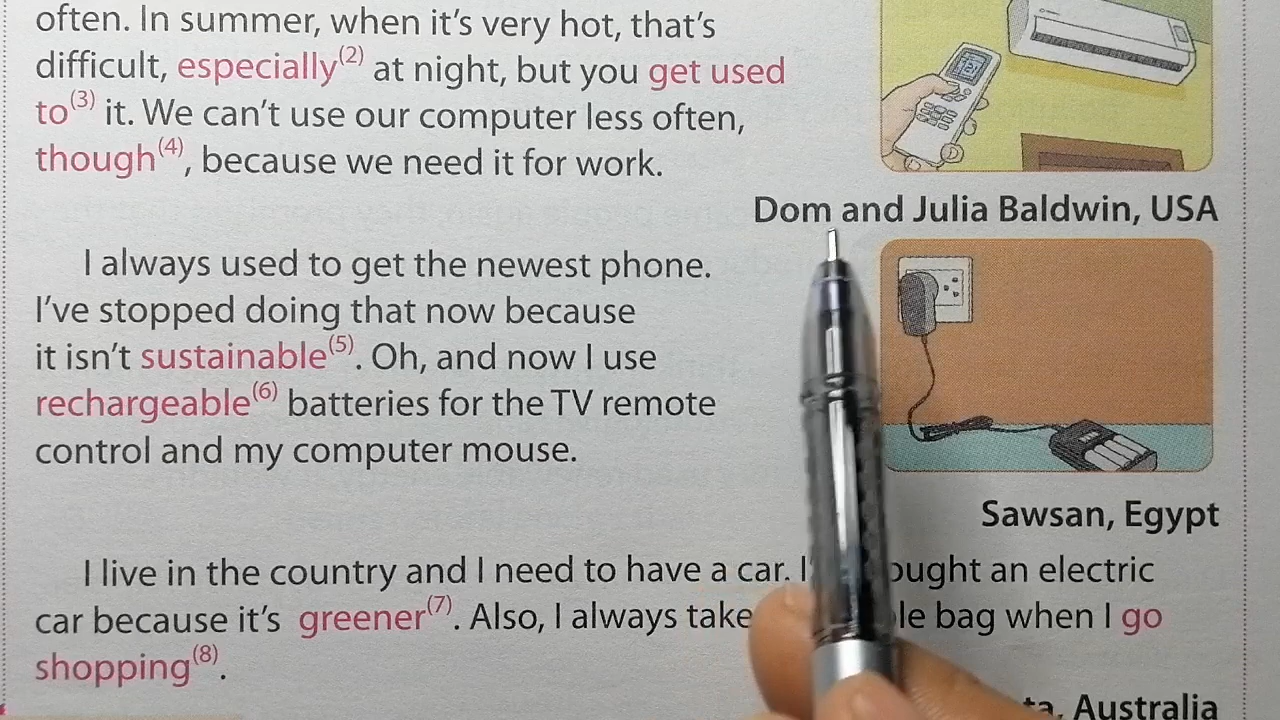 often. In summer, when it's very hot, that's
difficult, especially(2) at night, but you get used
to(3) it. We can't use our computer less often,
though(4), because we need it for work.
Dom and Julia Baldwin, USA
I always used to get the newest phone.
I've stopped doing that now because
it isn't sustainable(5). Oh, and now I use
rechargeable(6) batteries for the TV remote
control and my computer mouse.
Sawsan, Egypt
I live in the country and I need to have a car. an electric
car because it's greener(7). Also, I always take bag when I go
shopping(8).
Australia